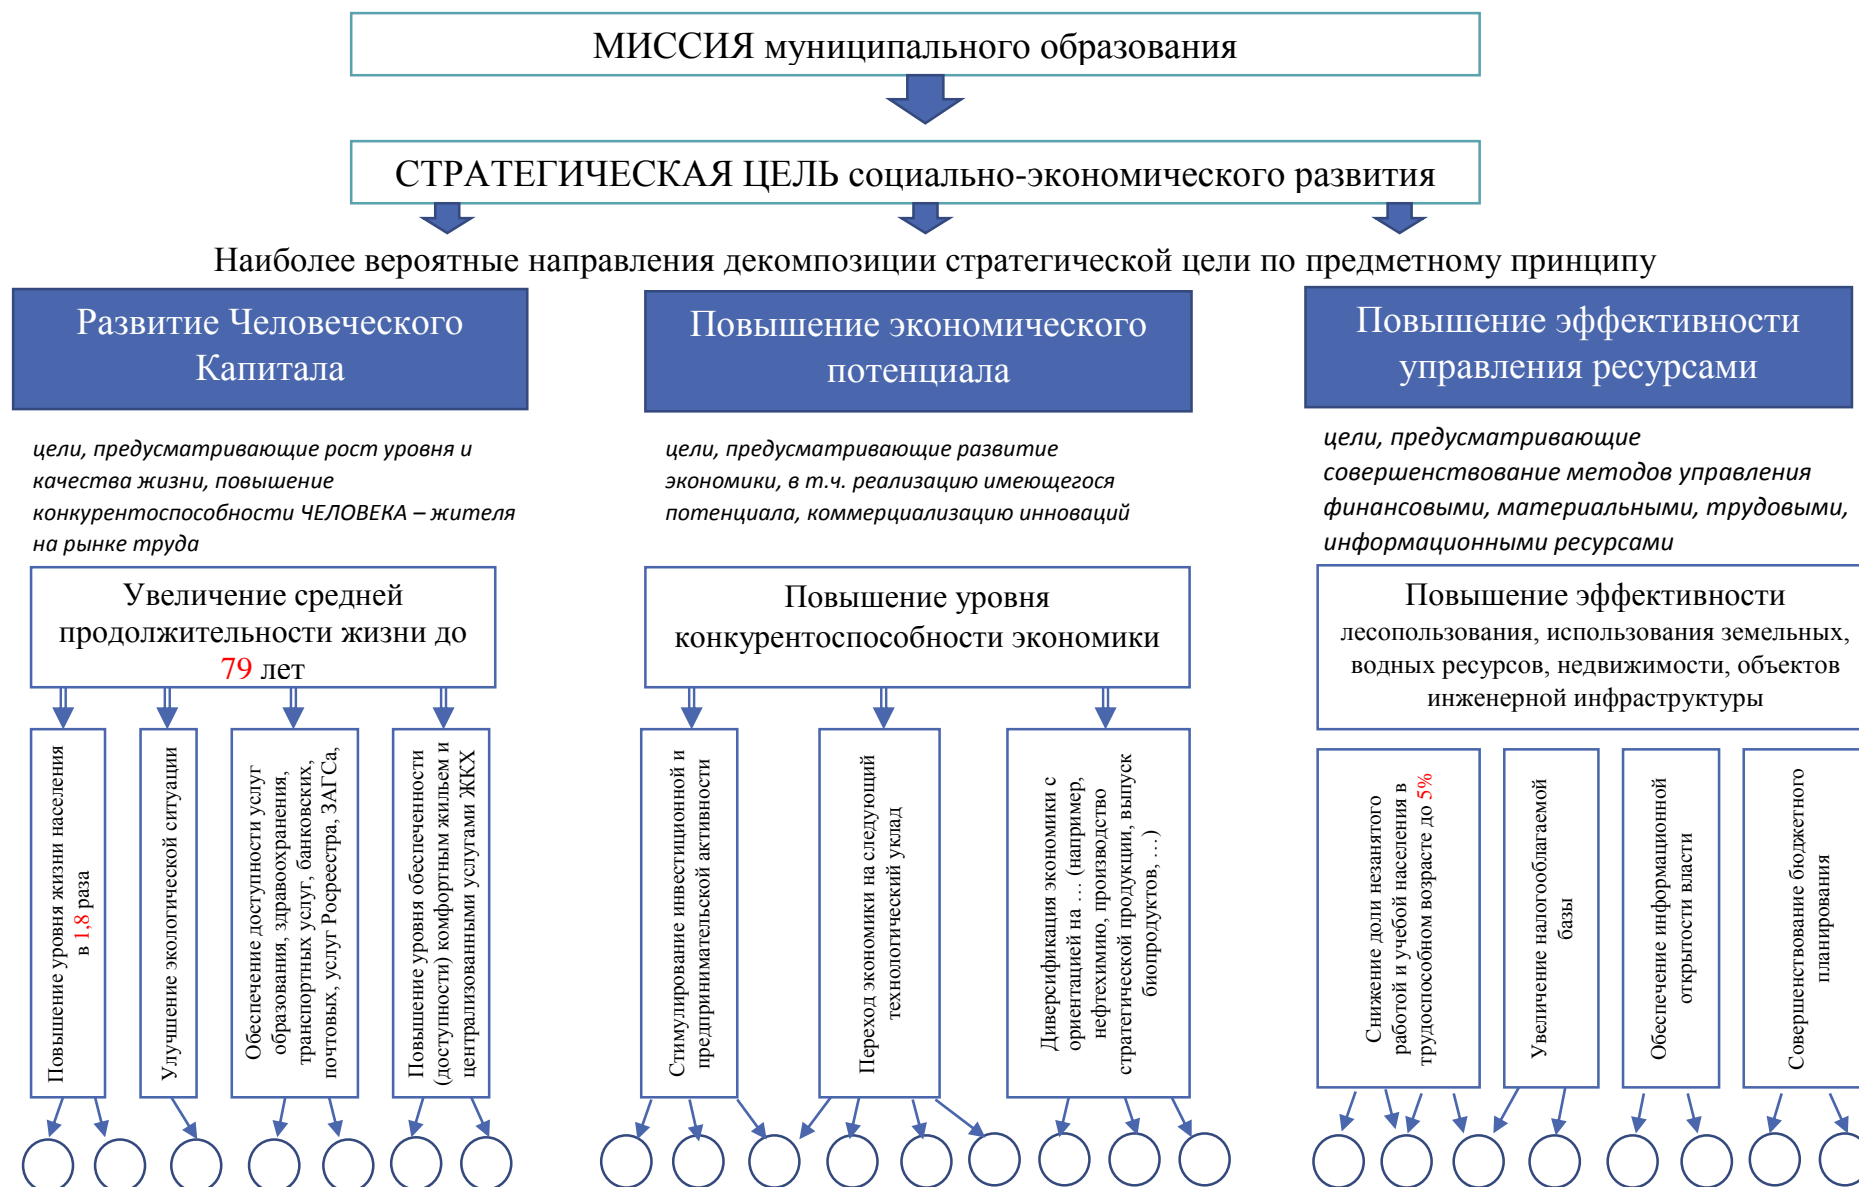 МИССИЯ муниципального образования
СТРАТЕГИЧЕСКАЯ ЦЕЛЬ социально-экономического развития
Наиболее вероятные направления декомпозиции стратегической цели по предметному принципу
Развитие Человеческого
Капитала
цели, предусматривающие рост уровня и
качества жизни, повышение
конкурентоспособности ЧЕЛОВЕКА – жителя
на рынке труда
Увеличение средней
продолжительности жизни до
79 лет
Повышение уровня жизни населения
в 1,8 раза
Улучшение экологической ситуации
Обеспечение доступности услуг
образования, здравоохранения,
транспортных услуг, банковских,
почтовых, услуг Росреестра, ЗАГСа,
Повышение уровня обеспеченности
(доступности) комфортным жильем и
централизованными услугами ЖКХ
Повышение экономического
потенциала
цели, предусматривающие развитие
экономики, в т.ч. реализацию имеющегося
потенциала, коммерциализацию инноваций
Повышение уровня
конкурентоспособности экономики
Стимулирование инвестиционной и
предпринимательской активности
Переход экономики на следующий
технологический уклад
Диверсификация экономики с
ориентацией на … (например,
нефтехимию, производство
стратегической продукции, выпуск
биопродуктов, …)
Повышение эффективности
управления ресурсами
цели, предусматривающие
совершенствование методов управления
финансовыми, материальными, трудовыми,
информационными ресурсами
Повышение эффективности
лесопользования, использования земельных,
водных ресурсов, недвижимости, объектов
инженерной инфраструктуры
Снижение доли незанятого
работой и учебой населения в
трудоспособном возрасте до 5%
Увеличение налогооблагаемой
базы
Обеспечение информационной
открытости власти
Совершенствование бюджетного
планирования